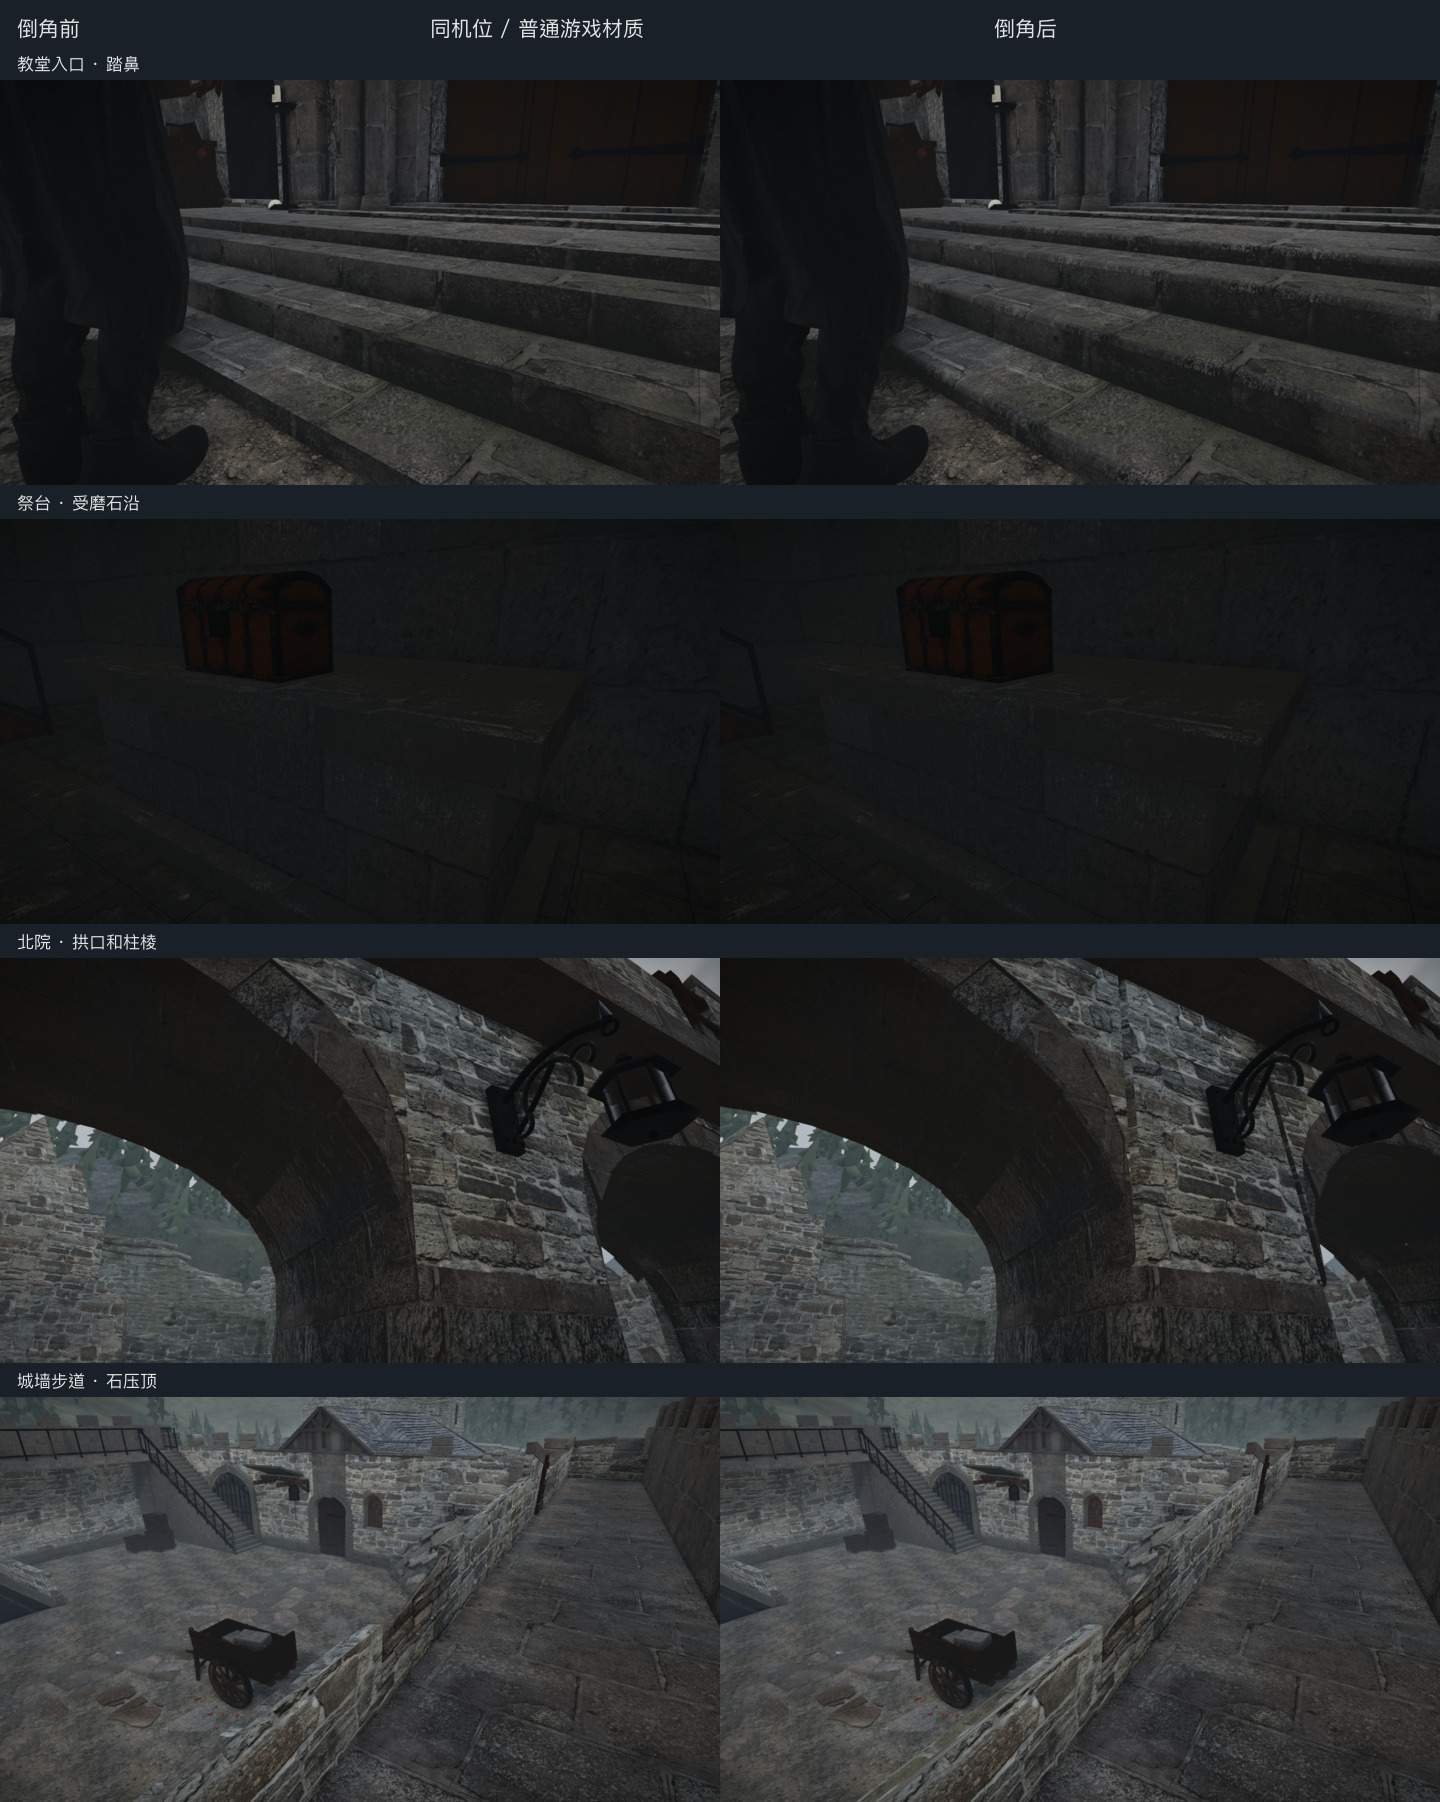 倒角前
同机位 / 普通游戏材质
倒角后
教堂入口 · 踏鼻
祭台 · 受磨石沿
北院 · 拱口和柱棱
城墙步道 · 石压顶